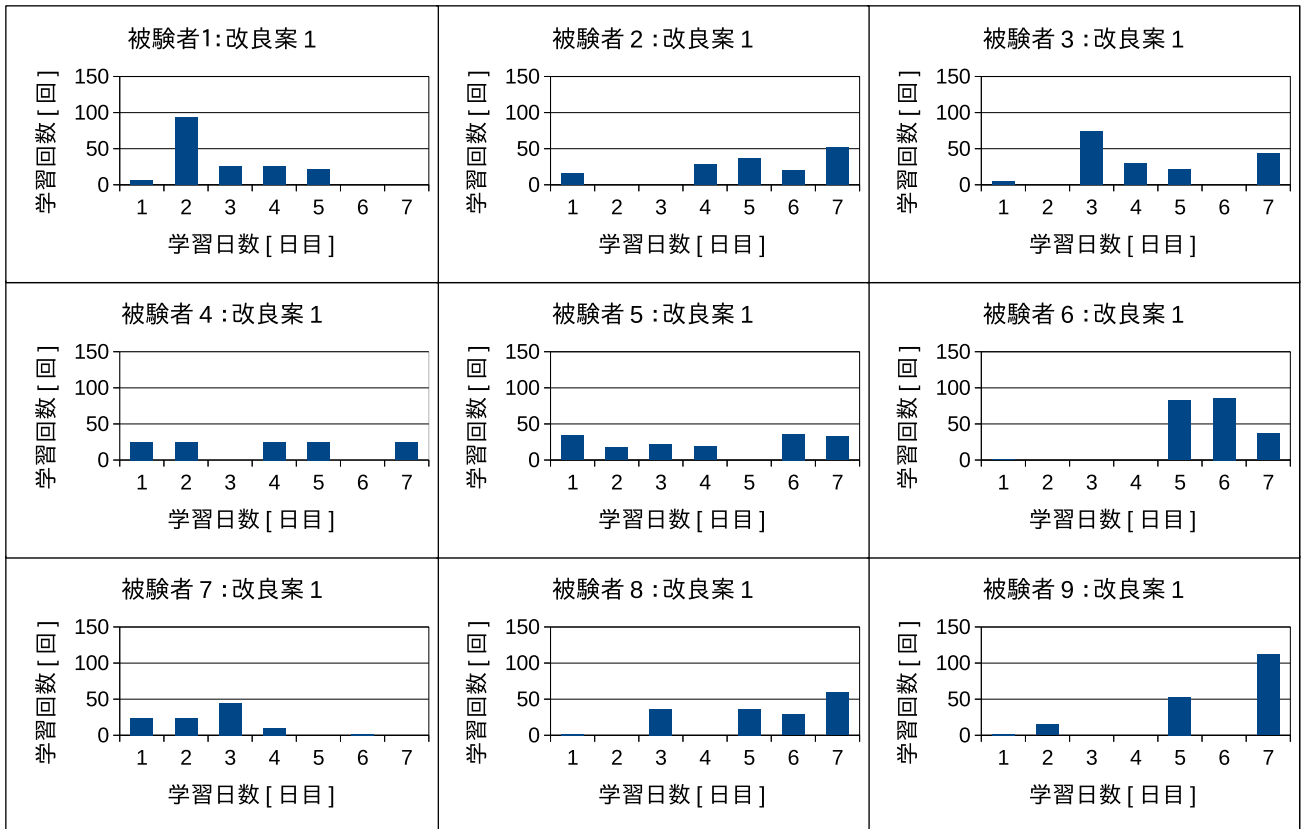 被験者1:改良案 1
学習回数 [ 回 ]
150
100
50
0
1 2 3 4 5 6 7
学習日数 [ 日目 ]
被験者 2 :改良案 1
学習回数 [ 回 ]
150
100
50
0
1 2 3 4 5 6 7
学習日数 [ 日目 ]
被験者 3 :改良案 1
学習回数 [ 回 ]
150
100
50
0
1 2 3 4 5 6 7
学習日数 [ 日目 ]
被験者 4 :改良案 1
学習回数 [ 回 ]
150
100
50
0
1 2 3 4 5 6 7
学習日数 [ 日目 ]
被験者 5 :改良案 1
学習回数 [ 回 ]
150
100
50
0
1 2 3 4 5 6 7
学習日数 [ 日目 ]
被験者 6 :改良案 1
学習回数 [ 回 ]
150
100
50
0
1 2 3 4 5 6 7
学習日数 [ 日目 ]
被験者 7 :改良案 1
学習回数 [ 回 ]
150
100
50
0
1 2 3 4 5 6 7
学習日数 [ 日目 ]
被験者 8 :改良案 1
学習回数 [ 回 ]
150
100
50
0
1 2 3 4 5 6 7
学習日数 [ 日目 ]
被験者 9 :改良案 1
学習回数 [ 回 ]
150
100
50
0
1 2 3 4 5 6 7
学習日数 [ 日目 ]